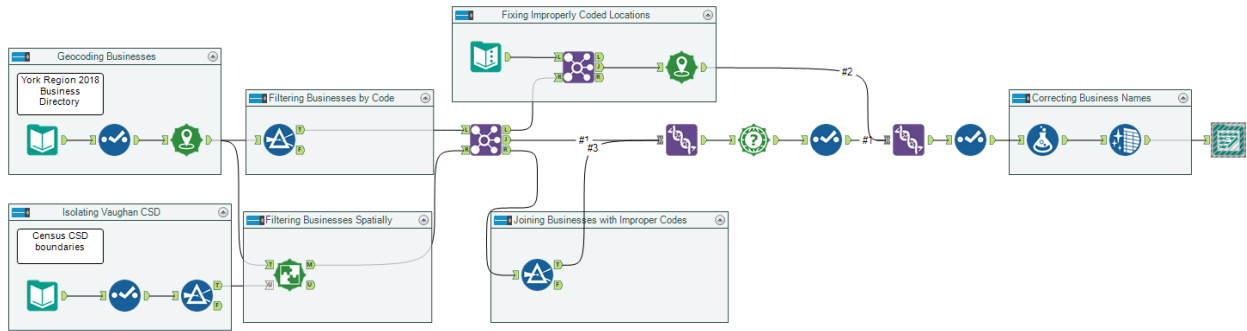 Fixing Improperly Coded Locations
L
R
L
J
R
#2
Geocoding Businesses
York Region 2018
Business
Directory
Filtering Businesses by Code
T
F
L
R
L
J
R
#1
#3
#1
Correcting Business Names
Isolating Vaughan CSD
Census CSD
boundaries
T
F
Filtering Businesses Spatially
T
U
M
U
Joining Businesses with Improper Codes
T
F